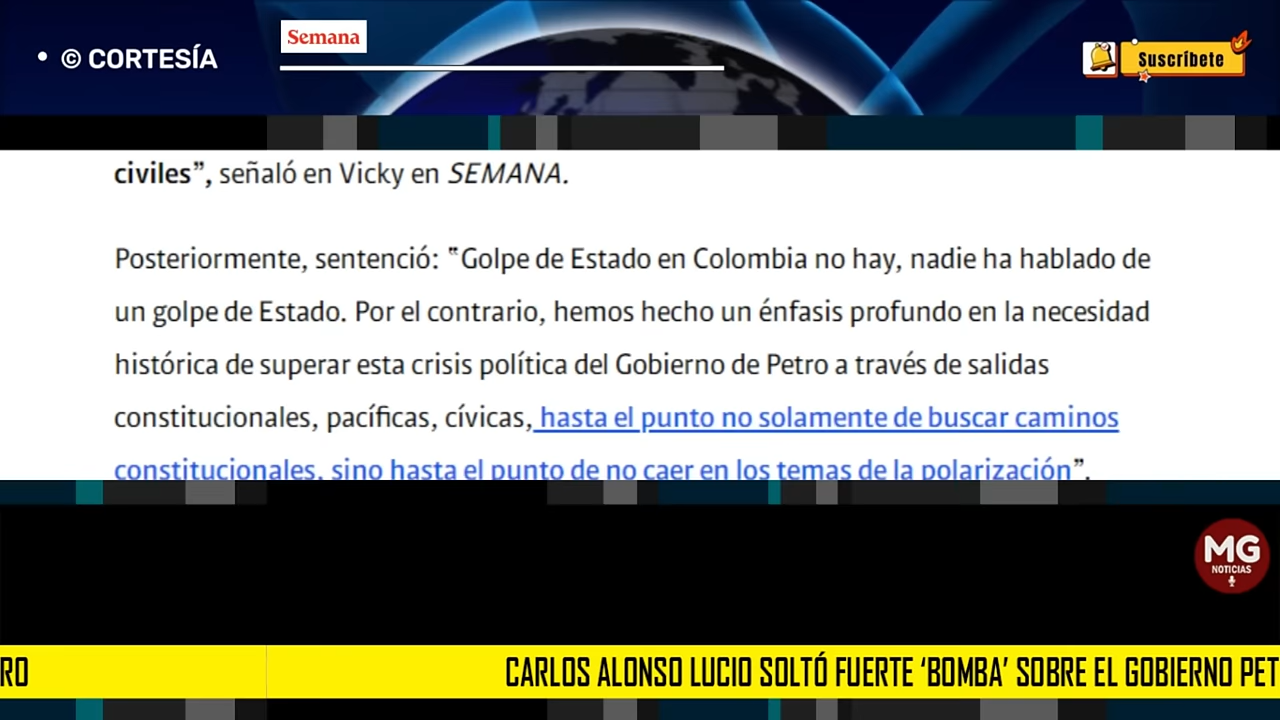 • © CORTESÍA
Semana
Suscríbete
civiles”, señaló en Vicky en SEMANA.
Posteriormente, sentenció: “Golpe de Estado en Colombia no hay, nadie ha hablado de
un golpe de Estado. Por el contrario, hemos hecho un énfasis profundo en la necesidad
histórica de superar esta crisis política del Gobierno de Petro a través de salidas
constitucionales, pacíficas, cívicas, hasta el punto no solamente de buscar caminos
constitucionales, sino hasta el punto de no caer en los temas de la polarización”.
MG
NOTICIAS
RO CARLOS ALONSO LUCIO SOLTÓ FUERTE ‘BOMBA’ SOBRE EL GOBIERNO PET